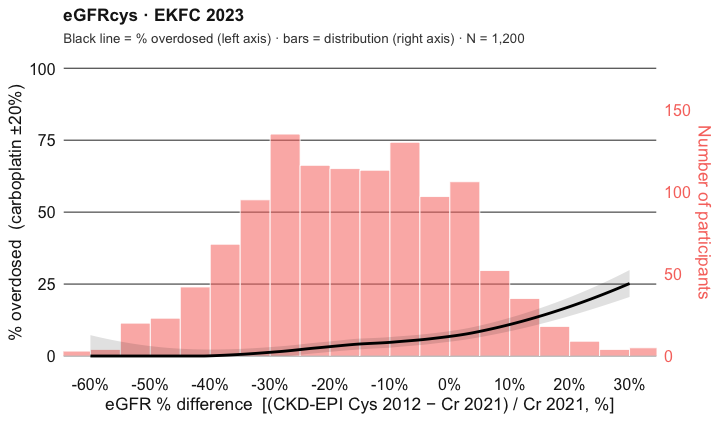 eGFRcys · EKFC 2023
Black line = % overdosed (left axis) · bars = distribution (right axis) · N = 1,200
% overdosed (carboplatin ±20%)
100
75
50
25
0
150
100
50
0
Number of participants
-60% -50% -40% -30% -20% -10% 0% 10% 20% 30%
eGFR % difference [(CKD-EPI Cys 2012 − Cr 2021) / Cr 2021, %]